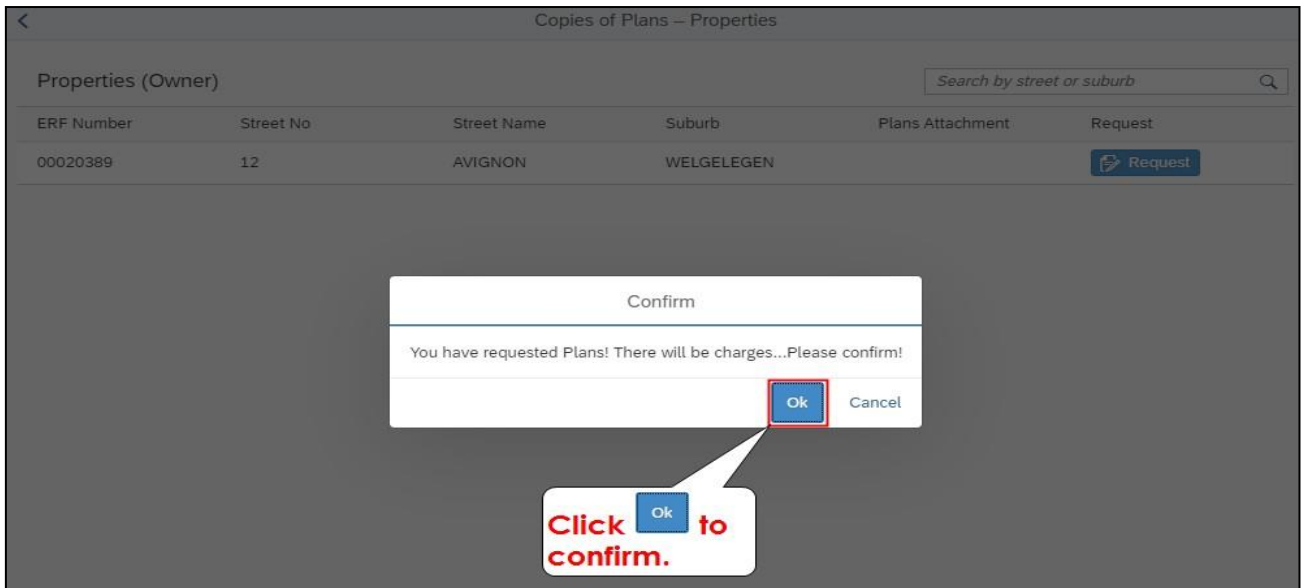 Copies of Plans – Properties
Properties (Owner)
Search by street or suburb
ERF Number Street No Street Name Suburb Plans Attachment Request
00020389 12 AVIGNON WELGELEGEN Request
Confirm
You have requested Plans! There will be charges...Please confirm!
Ok Cancel
Click Ok to
confirm.